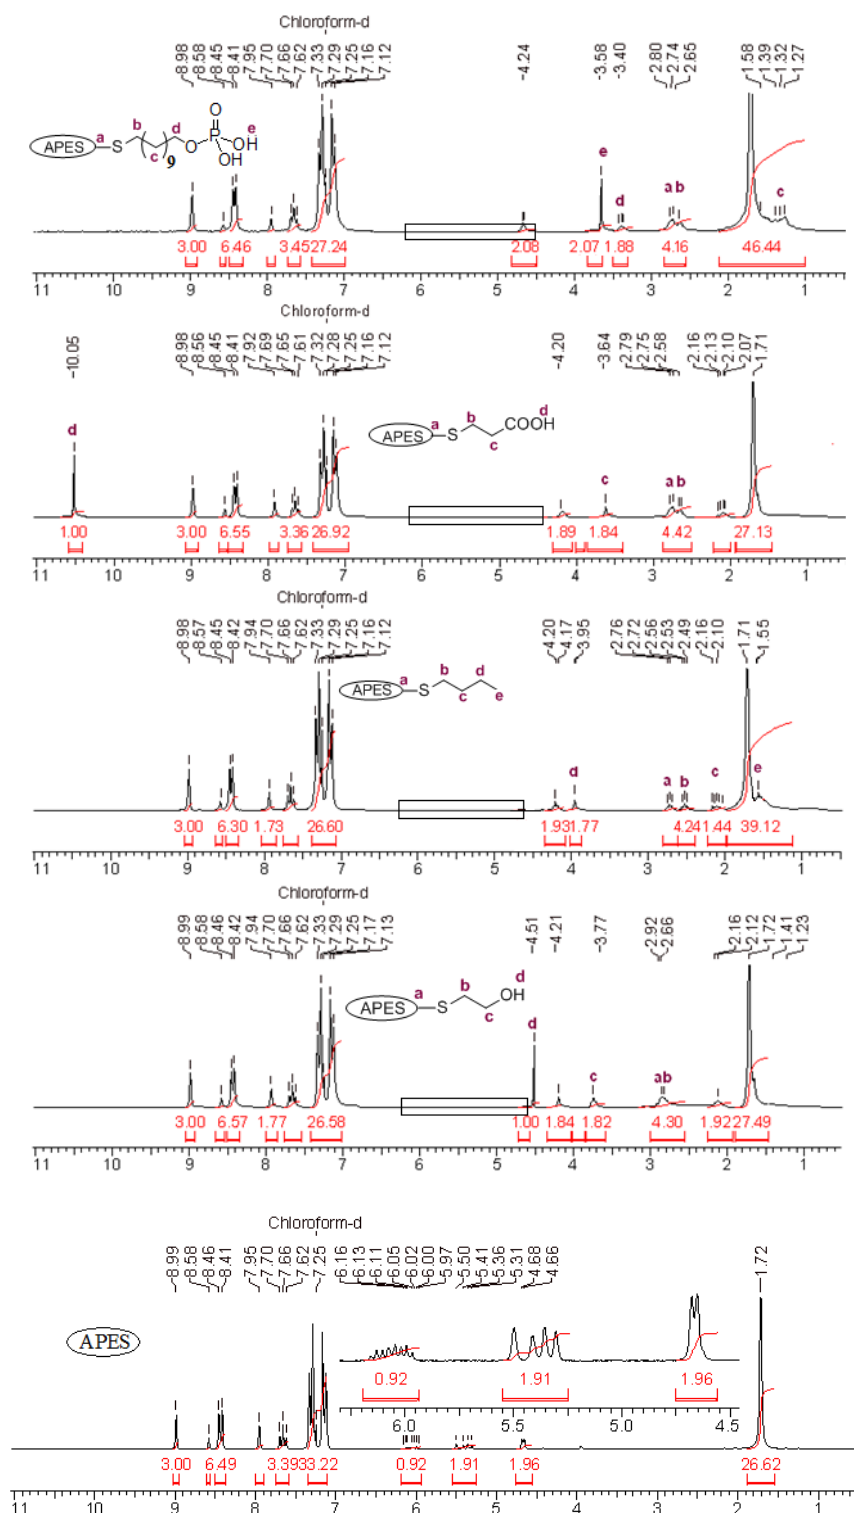 Chloroform-d
8.98 8.58 8.45 8.41 7.95 7.70 7.66 7.62 7.33 7.29 7.25 7.16 7.12 -4.24 -3.58 -3.40 2.80 2.74 2.65 1.58 1.39 1.32 1.27
APES a S b c 9 d O P O OH e OH
e d a b c
3.00 6.46 3.45 27.24 2.08 2.07 1.88 4.16 46.44
11 10 9 8 7 6 5 4 3 2 1
Chloroform-d
-10.05 8.98 8.56 8.45 8.41 7.92 7.69 7.65 7.61 7.32 7.28 7.25 7.16 7.12 -4.20 -3.64 2.79 2.75 2.58 2.16 2.13 2.10 2.07 1.71
APES a S b c COOH d
d c a b
1.00 3.00 6.55 3.36 26.92 1.89 1.84 4.42 27.13
11 10 9 8 7 6 5 4 3 2 1
Chloroform-d
8.98 8.57 8.45 8.42 7.94 7.70 7.66 7.62 7.33 7.29 7.25 7.16 7.12 4.20 4.17 3.95 2.76 2.72 2.56 2.53 2.49 2.16 2.10 1.71 1.55
APES a S b c d e
d a b c e
3.00 6.30 1.73 26.60 1.93 1.77 4.24 1.44 39.12
11 10 9 8 7 6 5 4 3 2 1
Chloroform-d
8.99 8.58 8.46 8.42 7.94 7.70 7.66 7.62 7.33 7.29 7.25 7.17 7.13 -4.51 -4.21 -3.77 2.92 2.66 2.16 2.12 1.72 1.41 1.23
APES a S b c OH d
d c ab
3.00 6.57 1.77 26.58 1.00 1.84 1.82 4.30 1.92 27.49
11 10 9 8 7 6 5 4 3 2 1
Chloroform-d
8.99 8.58 8.46 8.41 7.95 7.70 7.66 7.62 7.25 6.16 6.13 6.11 6.05 6.02 6.00 5.97 5.50 5.41 5.36 5.31 4.68 4.66 1.72
APES
0.92 1.91 1.96
6.0 5.5 5.0 4.5
3.00 6.49 3.39 33.22 0.92 1.91 1.96 26.62
11 10 9 8 7 6 5 4 3 2 1